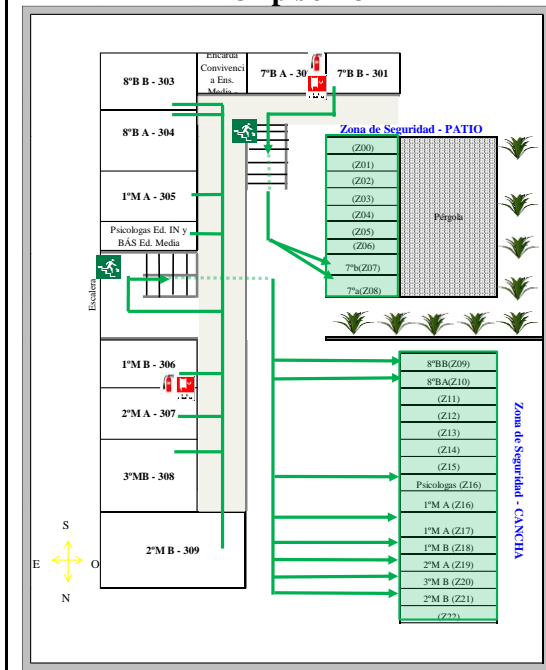 Encarda
Convivenci
a Ens.
Media -
7ºB A - 30
7ºB B - 301
8ºB B - 303
8ºB A - 304
1ºM A - 305
Psicologas Ed. IN y
BÁS Ed. Media
Escalera
1ºM B - 306
2ºM A - 307
3ºMB - 308
2ºM B - 309
S
E
O
N
Zona de Seguridad - PATIO
(Z00)
(Z01)
(Z02)
(Z03)
(Z04)
(Z05)
(Z06)
7ºb(Z07)
7ºa(Z08)
Pérgola
8ºBB(Z09)
8ºBA(Z10)
(Z11)
(Z12)
(Z13)
(Z14)
(Z15)
Psicologas (Z16)
1ºM A (Z16)
1ºM A (Z17)
1ºM B (Z18)
2ºM A (Z19)
3ºM B (Z20)
2ºM B (Z21)
(Z22)
Zona de Seguridad - CANCHA